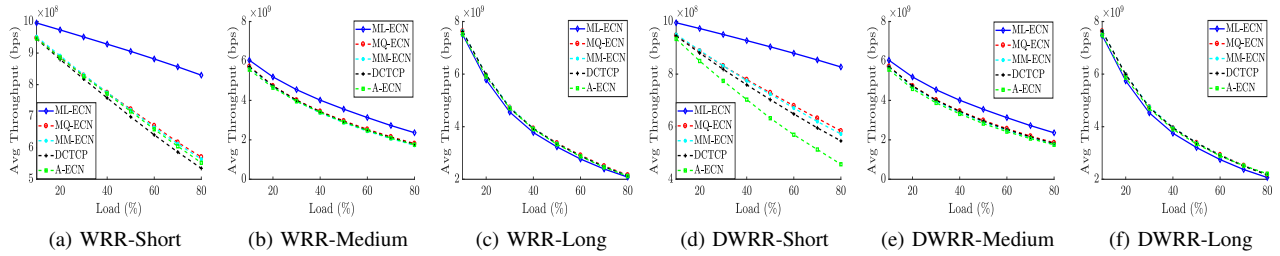 10 ×10⁸
9
8
7
6
5
20 40 60 80
Load (%)
Avg Throughput (bps)
ML-ECN
MQ-ECN
MM-ECN
DCTCP
A-ECN
(a) WRR-Short
8 ×10⁹
6
4
2
0
20 40 60 80
Load (%)
Avg Throughput (bps)
ML-ECN
MQ-ECN
MM-ECN
DCTCP
A-ECN
(b) WRR-Medium
8 ×10⁹
6
4
2
20 40 60 80
Load (%)
Avg Throughput (bps)
ML-ECN
MQ-ECN
MM-ECN
DCTCP
A-ECN
(c) WRR-Long
10 ×10⁸
8
6
4
20 40 60 80
Load (%)
Avg Throughput (bps)
ML-ECN
MQ-ECN
MM-ECN
DCTCP
A-ECN
(d) DWRR-Short
8 ×10⁹
6
4
2
0
20 40 60 80
Load (%)
Avg Throughput (bps)
ML-ECN
MQ-ECN
MM-ECN
DCTCP
A-ECN
(e) DWRR-Medium
8 ×10⁹
6
4
2
20 40 60 80
Load (%)
Avg Throughput (bps)
ML-ECN
MQ-ECN
MM-ECN
DCTCP
A-ECN
(f) DWRR-Long